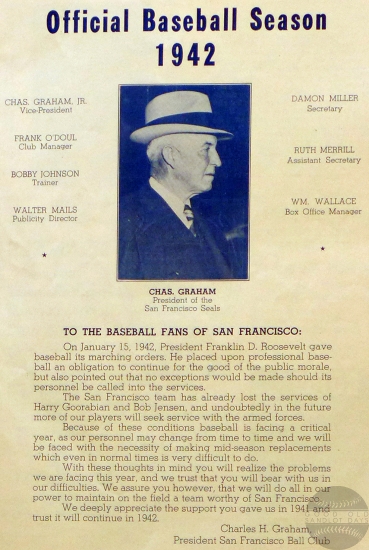 Official Baseball Season
1942
CHAS. GRAHAM, JR.
Vice-President
FRANK O'DOUL
Club Manager
BOBBY JOHNSON
Trainer
WALTER MAILS
Publicity Director
DAMON MILLER
Secretary
RUTH MERRILL
Assistant Secretary
WM. WALLACE
Box Office Manager
CHAS. GRAHAM
President of the
San Francisco Seals
TO THE BASEBALL FANS OF SAN FRANCISCO:
On January 15, 1942, President Franklin D. Roosevelt gave
baseball its marching orders. He placed upon professional base-
ball an obligation to continue for the good of the public morale,
but also pointed out that no exceptions would be made should its
personnel be called into the services.
The San Francisco team has already lost the services of
Harry Goorabian and Bob Jensen, and undoubtedly in the future
more of our players will seek service with the armed forces.
Because of these conditions baseball is facing a critical
year, as our personnel may change from time to time and we will
be faced with the necessity of making mid-season replacements
which even in normal times is very difficult to do.
With these thoughts in mind you will realize the problems
we are facing this year, and we trust that you will bear with us in
our difficulties. We assure you, however, that we will do all in our
power to maintain on the field a team worthy of San Francisco.
We deeply appreciate the support you gave us in 1941 and
trust it will continue in 1942.
Charles H. Graham,
President San Francisco Ball Club